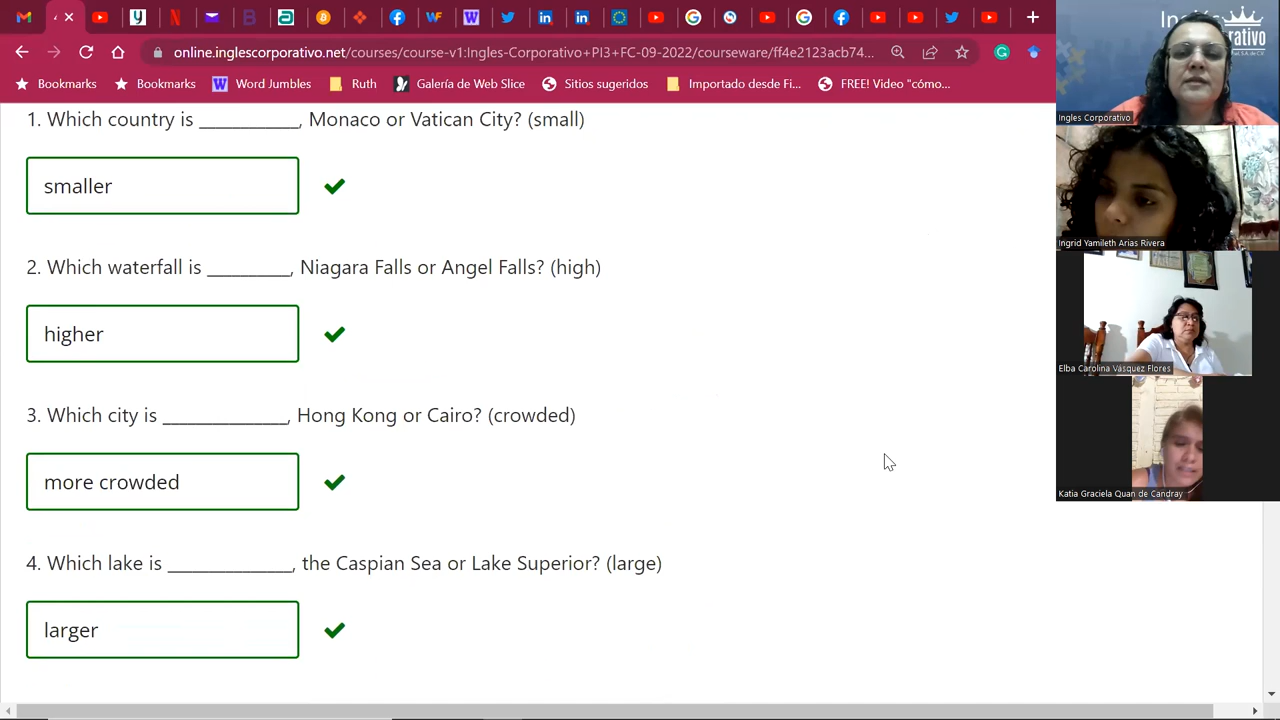 online.inglescorporativo.net/courses/course-v1:Ingles-Corporativo+PI3+FC-09-2022/courseware/ff4e2123acb74...
Bookmarks
Bookmarks
Word Jumbles
Ruth
Galería de Web Slice
Sitios sugeridos
Importado desde Fi...
FREE! Video "cómo...
1. Which country is ___________, Monaco or Vatican City? (small)
smaller
2. Which waterfall is _________, Niagara Falls or Angel Falls? (high)
higher
3. Which city is ______________, Hong Kong or Cairo? (crowded)
more crowded
4. Which lake is ______________, the Caspian Sea or Lake Superior? (large)
larger
Ingles Corporativo
Ingrid Yamileth Arias Rivera
Elba Carolina Vásquez Flores
Katia Graciela Quan de Candray